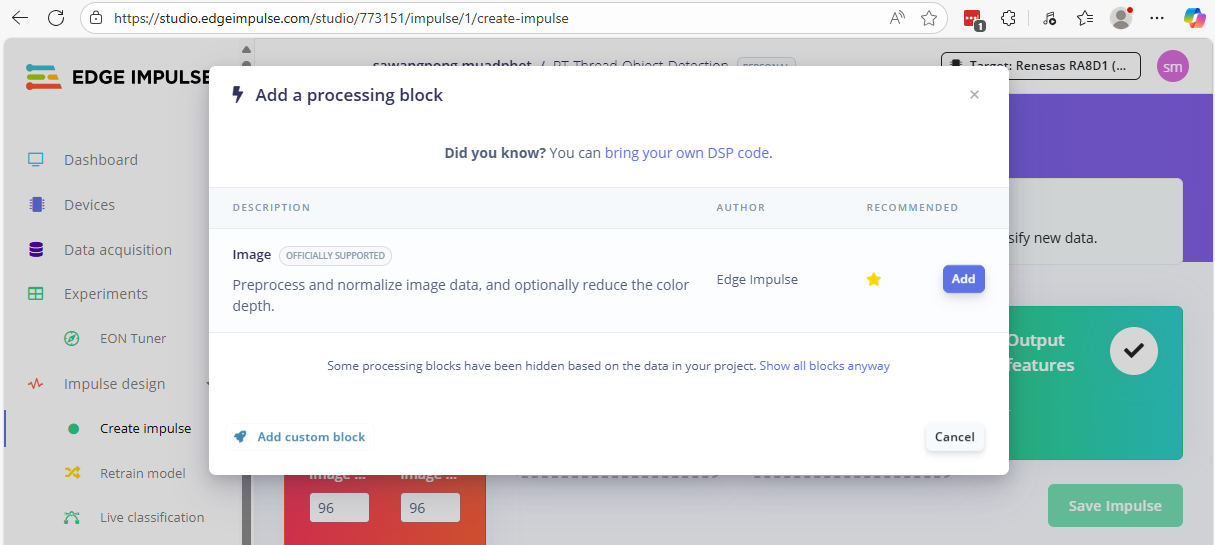 https://studio.edgeimpulse.com/studio/773151/impulse/1/create-impulse
1
EDGE IMPULSE
sawangpong muadphet / RT-Thread Object Detection PERSONAL
Target: Renesas RA8D1 (...
sm
Add a processing block
×
Did you know? You can bring your own DSP code.
DESCRIPTION AUTHOR RECOMMENDED
Image OFFICIALLY SUPPORTED
Preprocess and normalize image data, and optionally reduce the color
depth.
Edge Impulse
Add
Some processing blocks have been hidden based on the data in your project. Show all blocks anyway
Add custom block
Cancel
Dashboard
Devices
Data acquisition
Experiments
EON Tuner
Impulse design
Create impulse
Retrain model
Live classification
sify new data.
Output
features
Image ... Image ...
96 96
Save Impulse